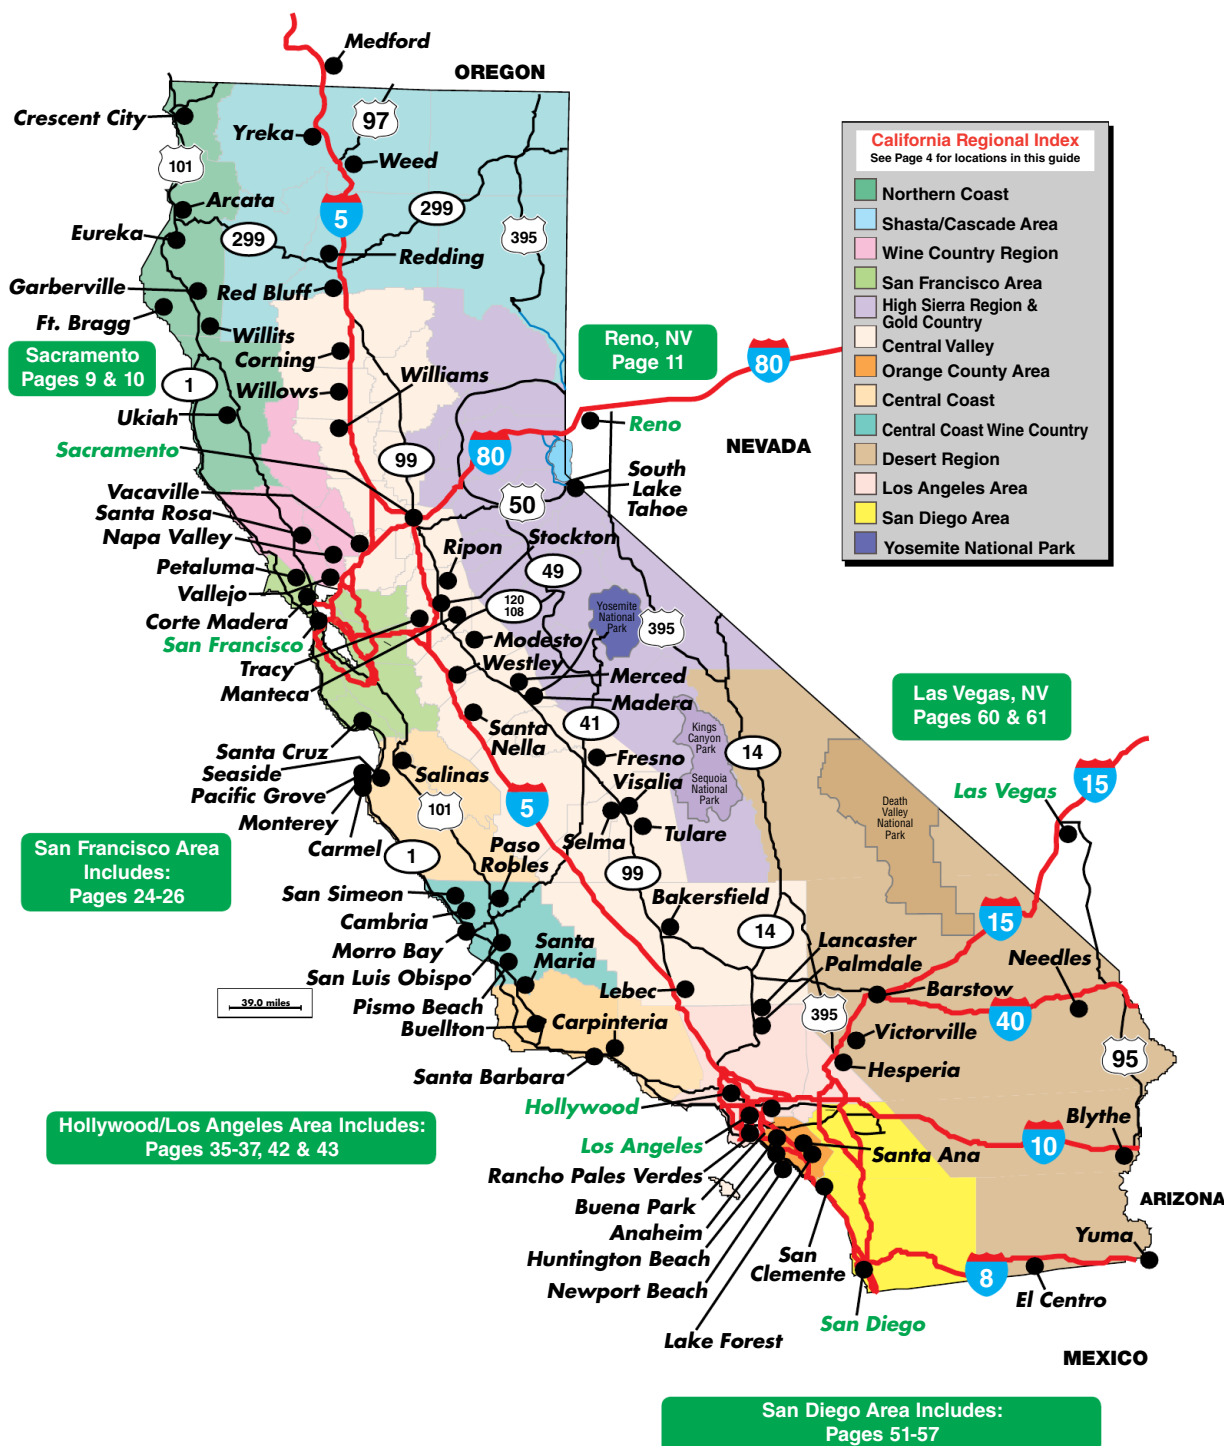 Medford
OREGON
Crescent City
Yreka
97
Weed
101
Arcata
5
299
299
395
Eureka
Redding
Garberville
Red Bluff
Ft. Bragg
Willits
Corning
Sacramento
Pages 9 & 10
Reno, NV
Page 11
80
1
Willows
Williams
Ukiah
Reno
Sacramento
99
80
NEVADA
South
Lake
Tahoe
50
Vacaville
Santa Rosa
Napa Valley
Stockton
Ripon
Petaluma
49
Vallejo
120
108
Yosemite
National
Park
395
Corte Madera
San Francisco
Modesto
Tracy
Westley
Manteca
Merced
Madera
41
Santa
Nella
Kings
Canyon
Park
14
Santa Cruz
Seaside
Pacific Grove
Monterey
Carmel
Salinas
Fresno
Visalia
Sequoia
National
Park
101
5
Selma
Tulare
Death
Valley
National
Park
San Francisco Area
Includes:
Pages 24-26
1
Paso
Robles
99
San Simeon
Cambria
Morro Bay
San Luis Obispo
Pismo Beach
Buellton
Santa
Maria
Bakersfield
14
Lancaster
Palmdale
15
Needles
39.0 miles
Lebec
Barstow
395
40
Carpinteria
Victorville
Hesperia
95
Santa Barbara
Hollywood
Los Angeles
Hollywood/Los Angeles Area Includes:
Pages 35-37, 42 & 43
Blythe
10
Santa Ana
Rancho Pales Verdes
Buena Park
Anaheim
Huntington Beach
Newport Beach
Lake Forest
San
Clemente
ARIZONA
Yuma
8
El Centro
San Diego
MEXICO
San Diego Area Includes:
Pages 51-57
California Regional Index
See Page 4 for locations in this guide
Northern Coast
Shasta/Cascade Area
Wine Country Region
San Francisco Area
High Sierra Region &
Gold Country
Central Valley
Orange County Area
Central Coast
Central Coast Wine Country
Desert Region
Los Angeles Area
San Diego Area
Yosemite National Park
Las Vegas, NV
Pages 60 & 61
Las Vegas
15